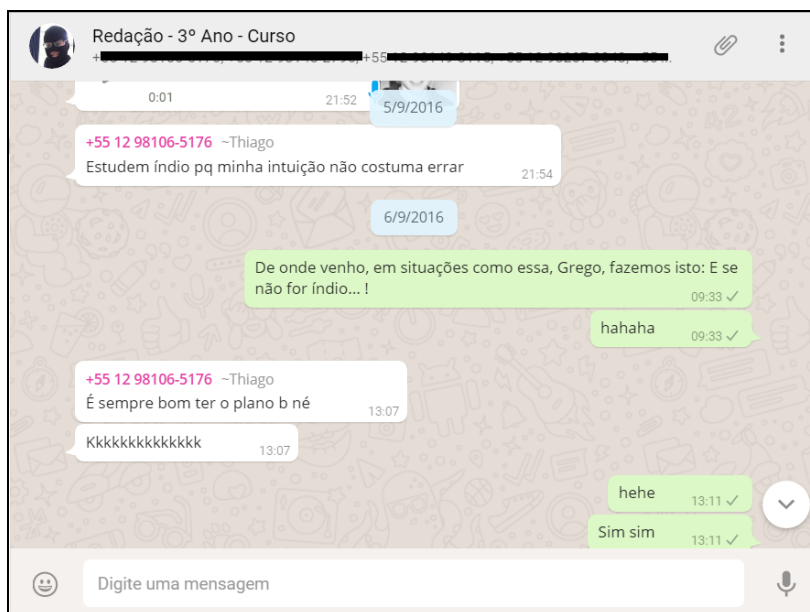 Redação - 3º Ano - Curso
0:01
21:52
5/9/2016
+55 12 98106-5176 ~Thiago
Estudem índio pq minha intuição não costuma errar
21:54
6/9/2016
De onde venho, em situações como essa, Grego, fazemos isto: E se
não for índio... !
09:33
hahaha
09:33
+55 12 98106-5176 ~Thiago
É sempre bom ter o plano b né
13:07
Kkkkkkkkkkkkkk
13:07
hehe
13:11
Sim sim
13:11
Digite uma mensagem